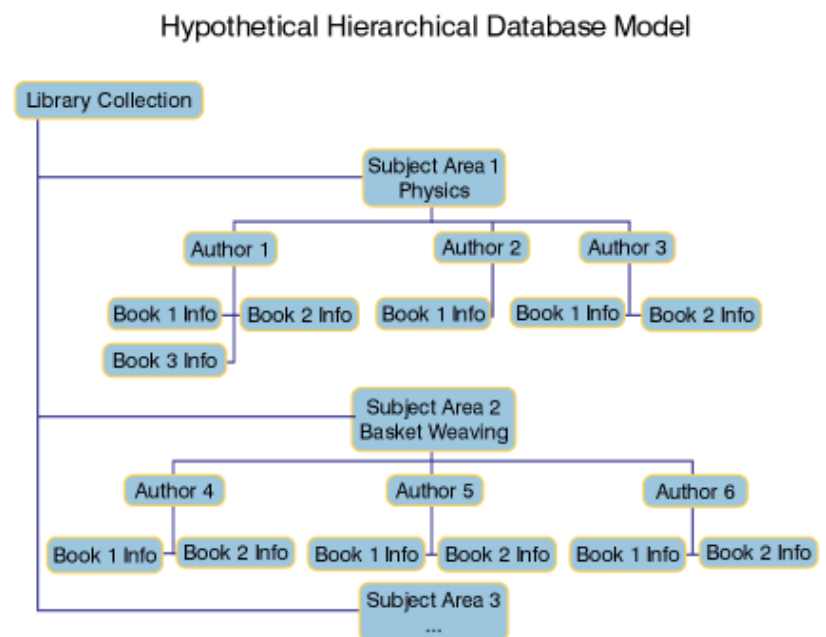 Hypothetical Hierarchical Database Model
Library Collection
Subject Area 1
Physics
Author 1
Author 2
Author 3
Book 1 Info
Book 2 Info
Book 1 Info
Book 1 Info
Book 2 Info
Book 3 Info
Subject Area 2
Basket Weaving
Author 4
Author 5
Author 6
Book 1 Info
Book 2 Info
Book 1 Info
Book 2 Info
Book 1 Info
Book 2 Info
Subject Area 3
...